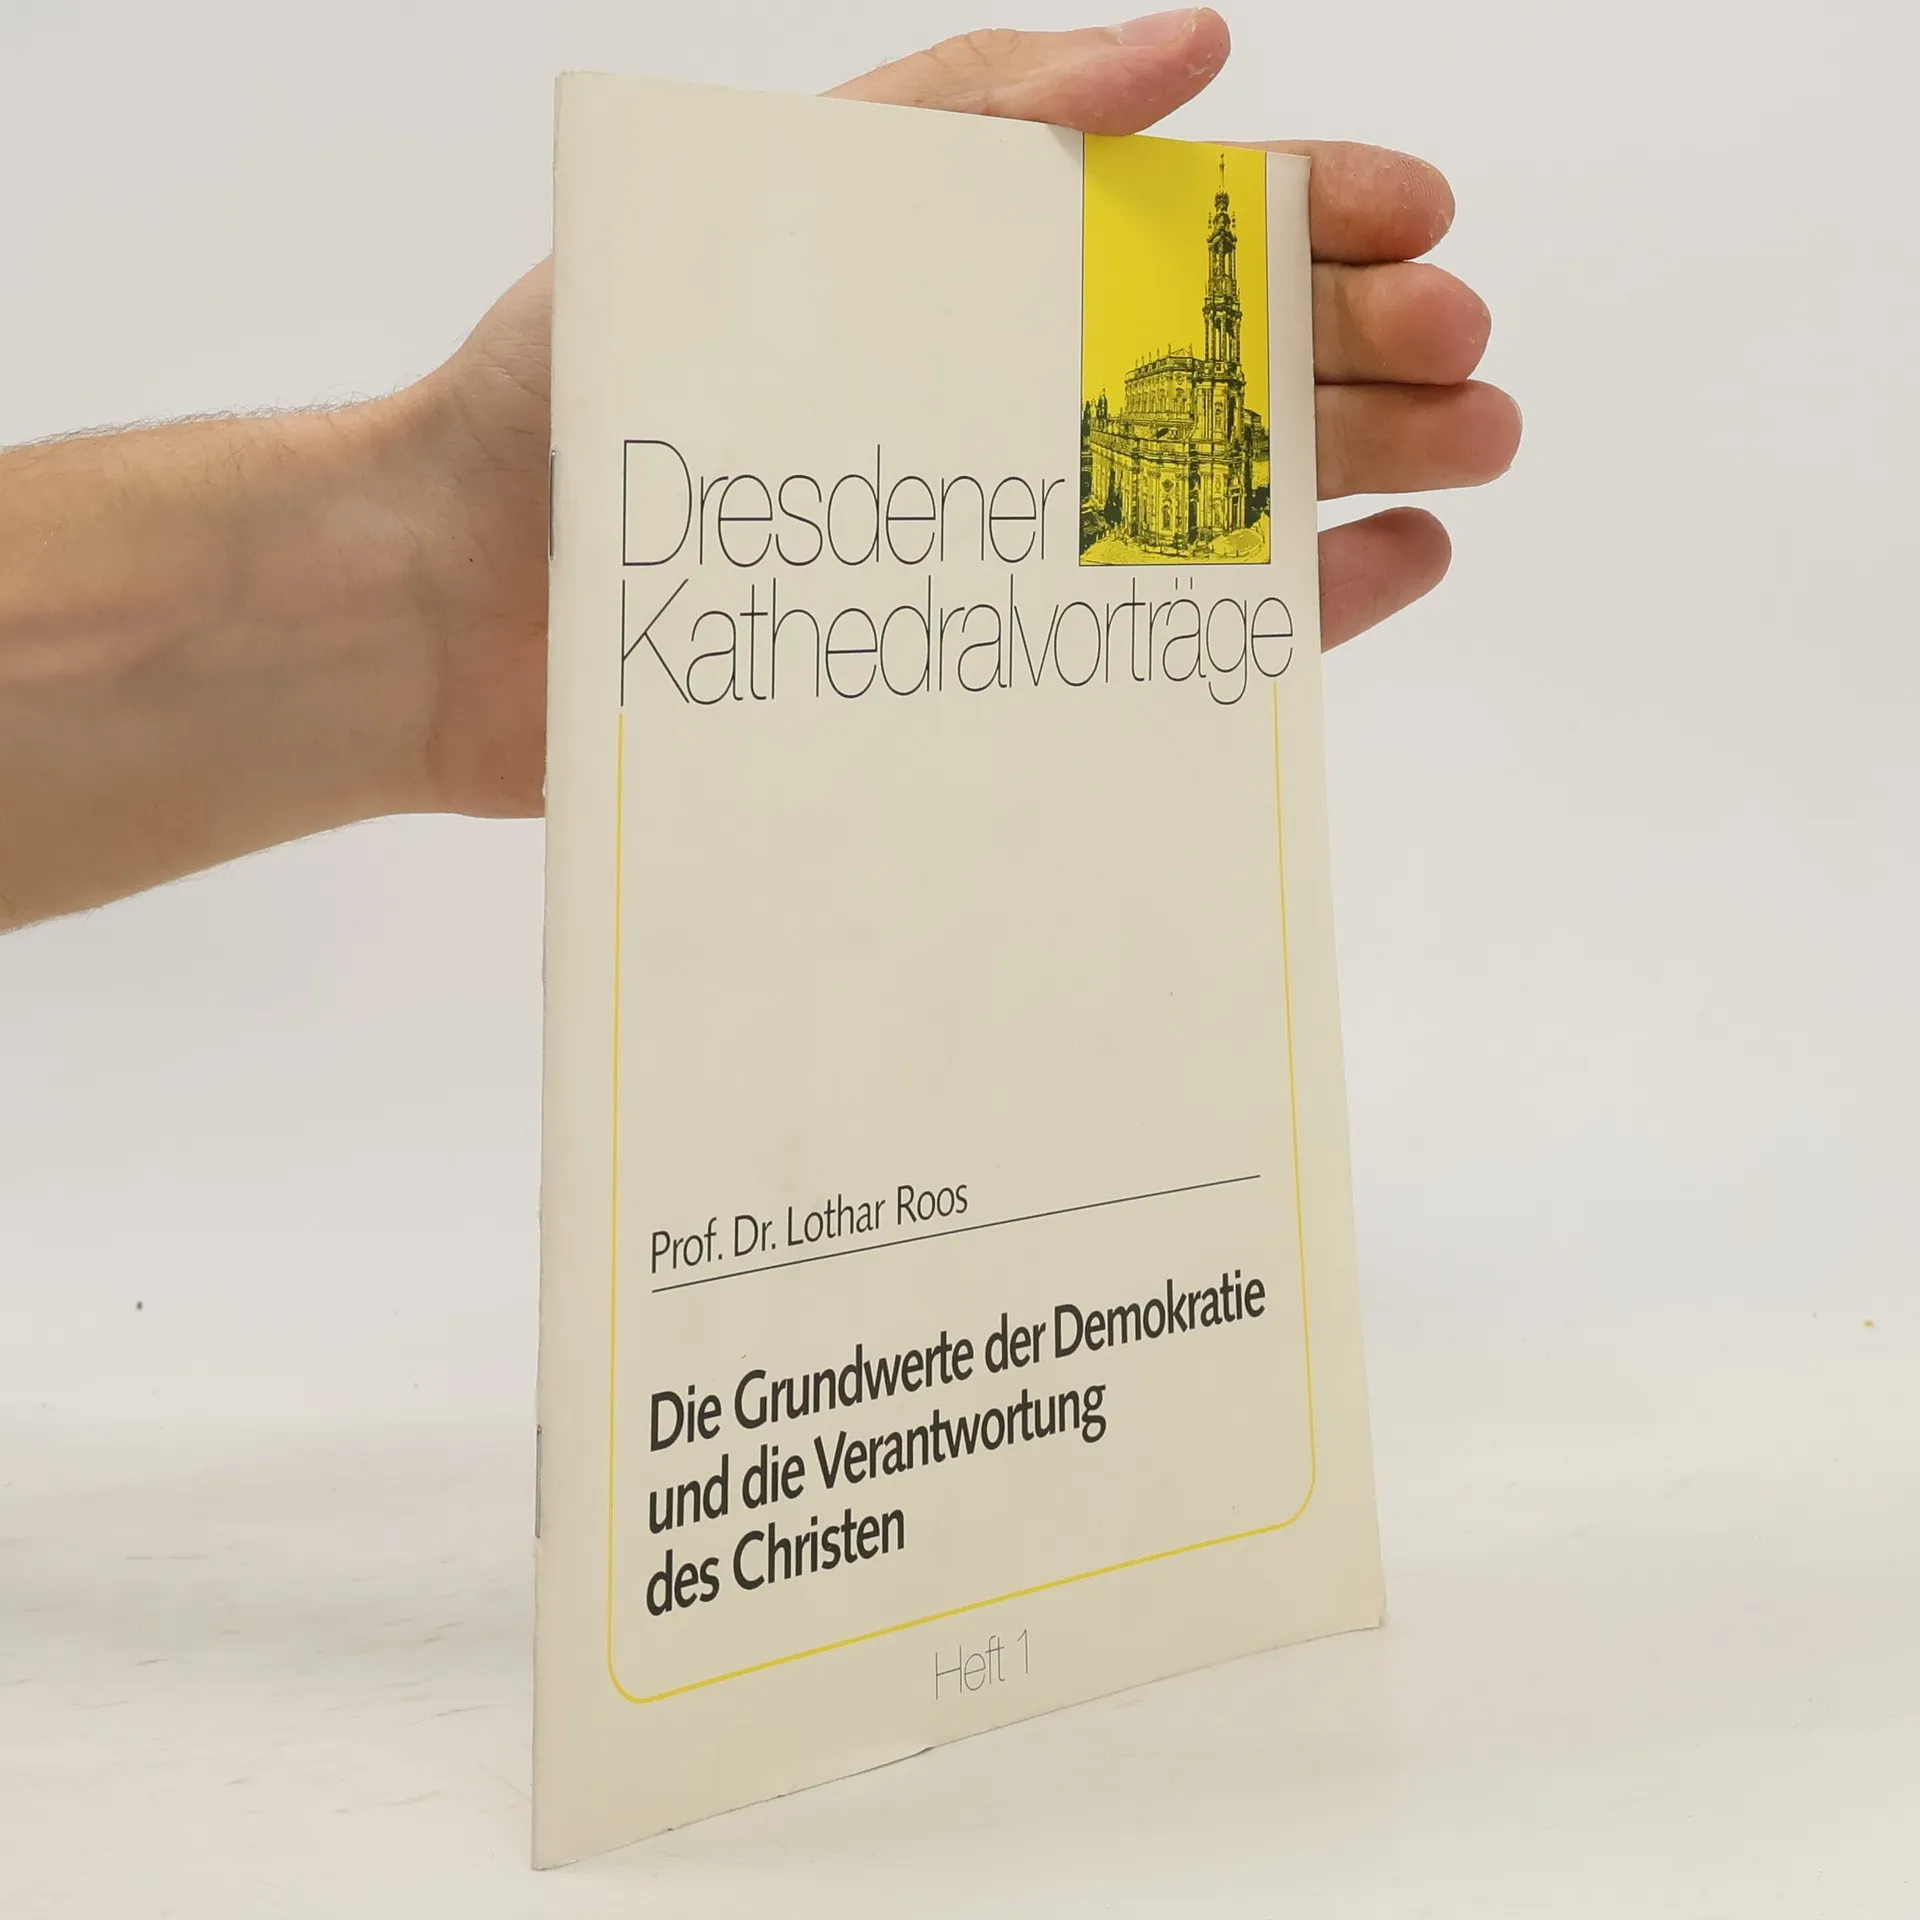 Dresdener
Kathedralvorträge
Prof. Dr. Lothar Roos
Die Grundwerte der Demokratie
und die Verantwortung
des Christen
Heft 1